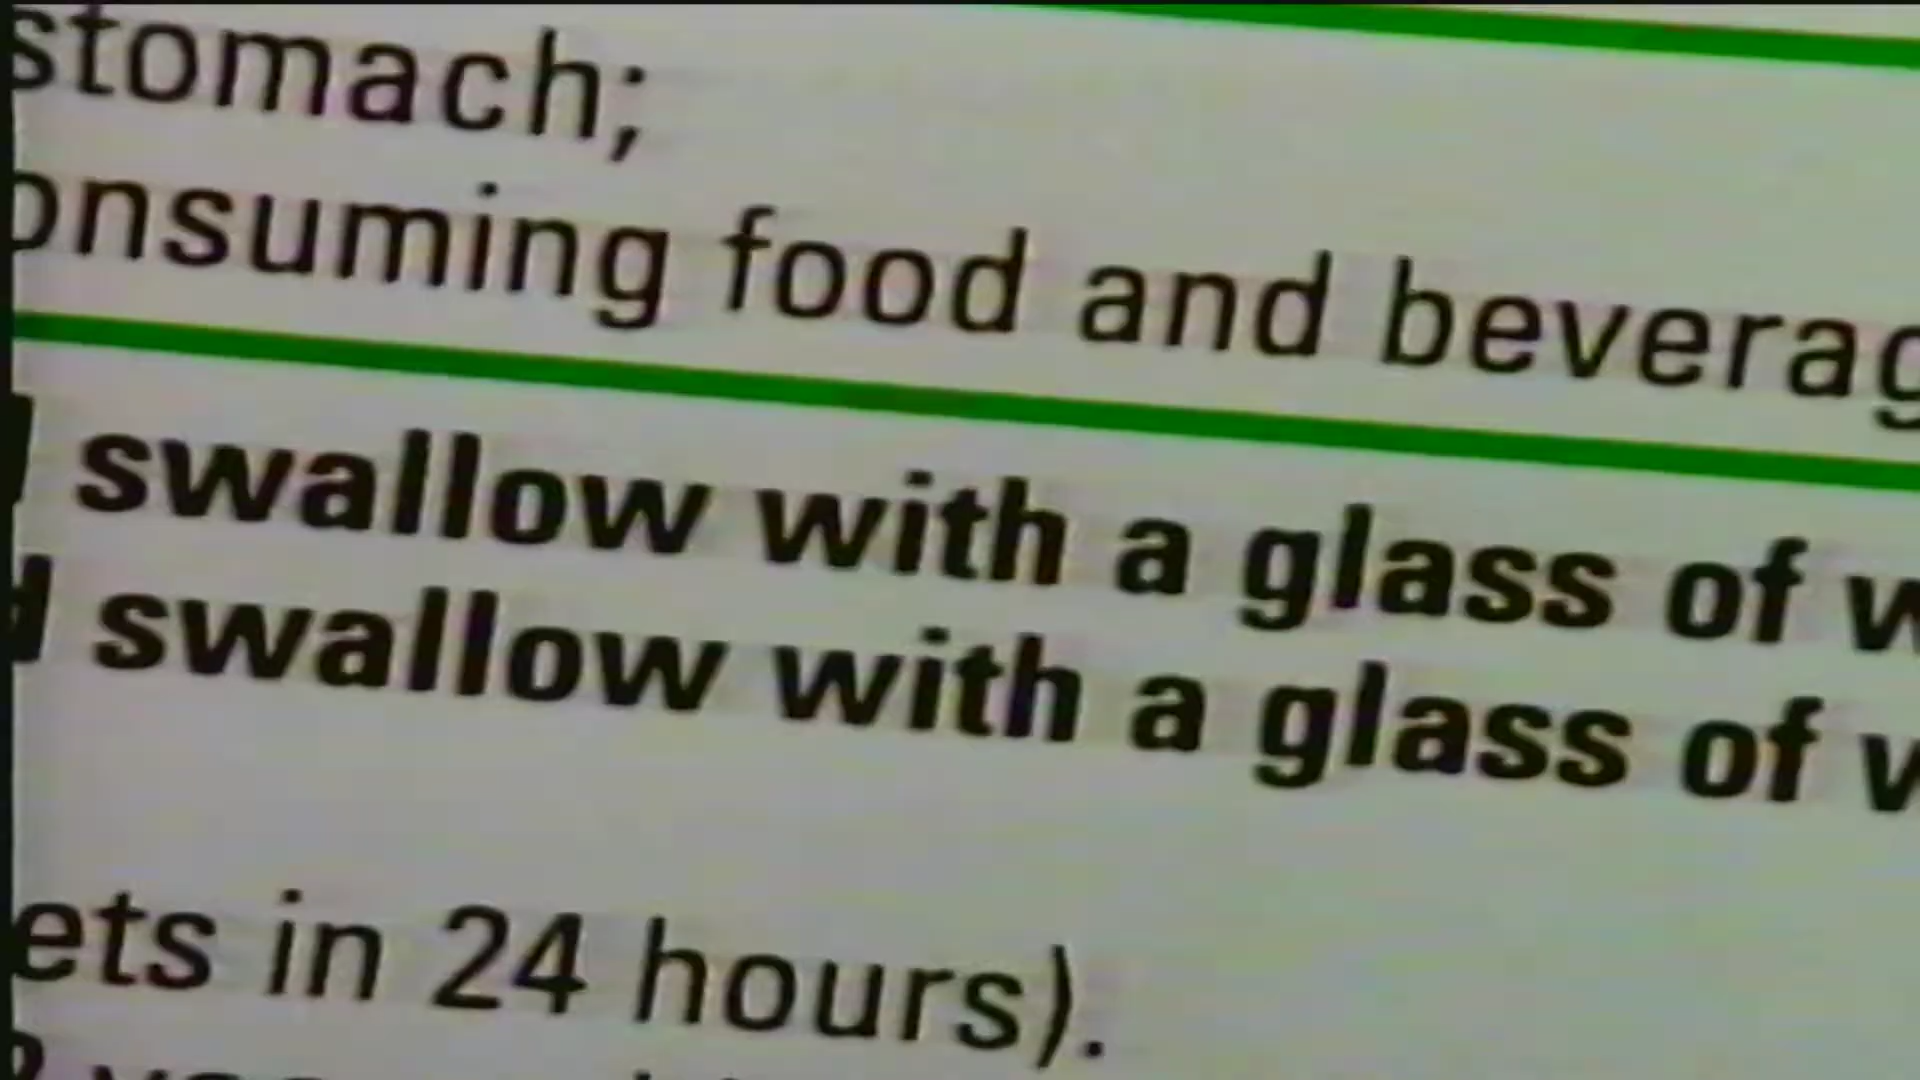 stomach;
onsuming food and beverag
swallow with a glass of w
swallow with a glass of w
ets in 24 hours).